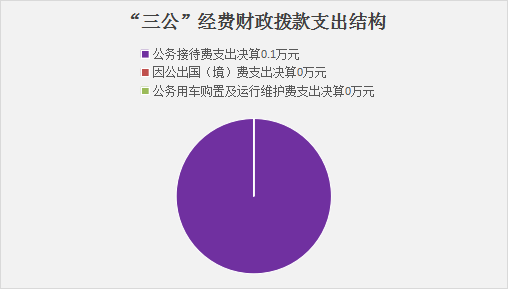 “三公”经费财政拨款支出结构
公务接待费支出决算0.1万元
因公出国（境）费支出决算0万元
公务用车购置及运行维护费支出决算0万元